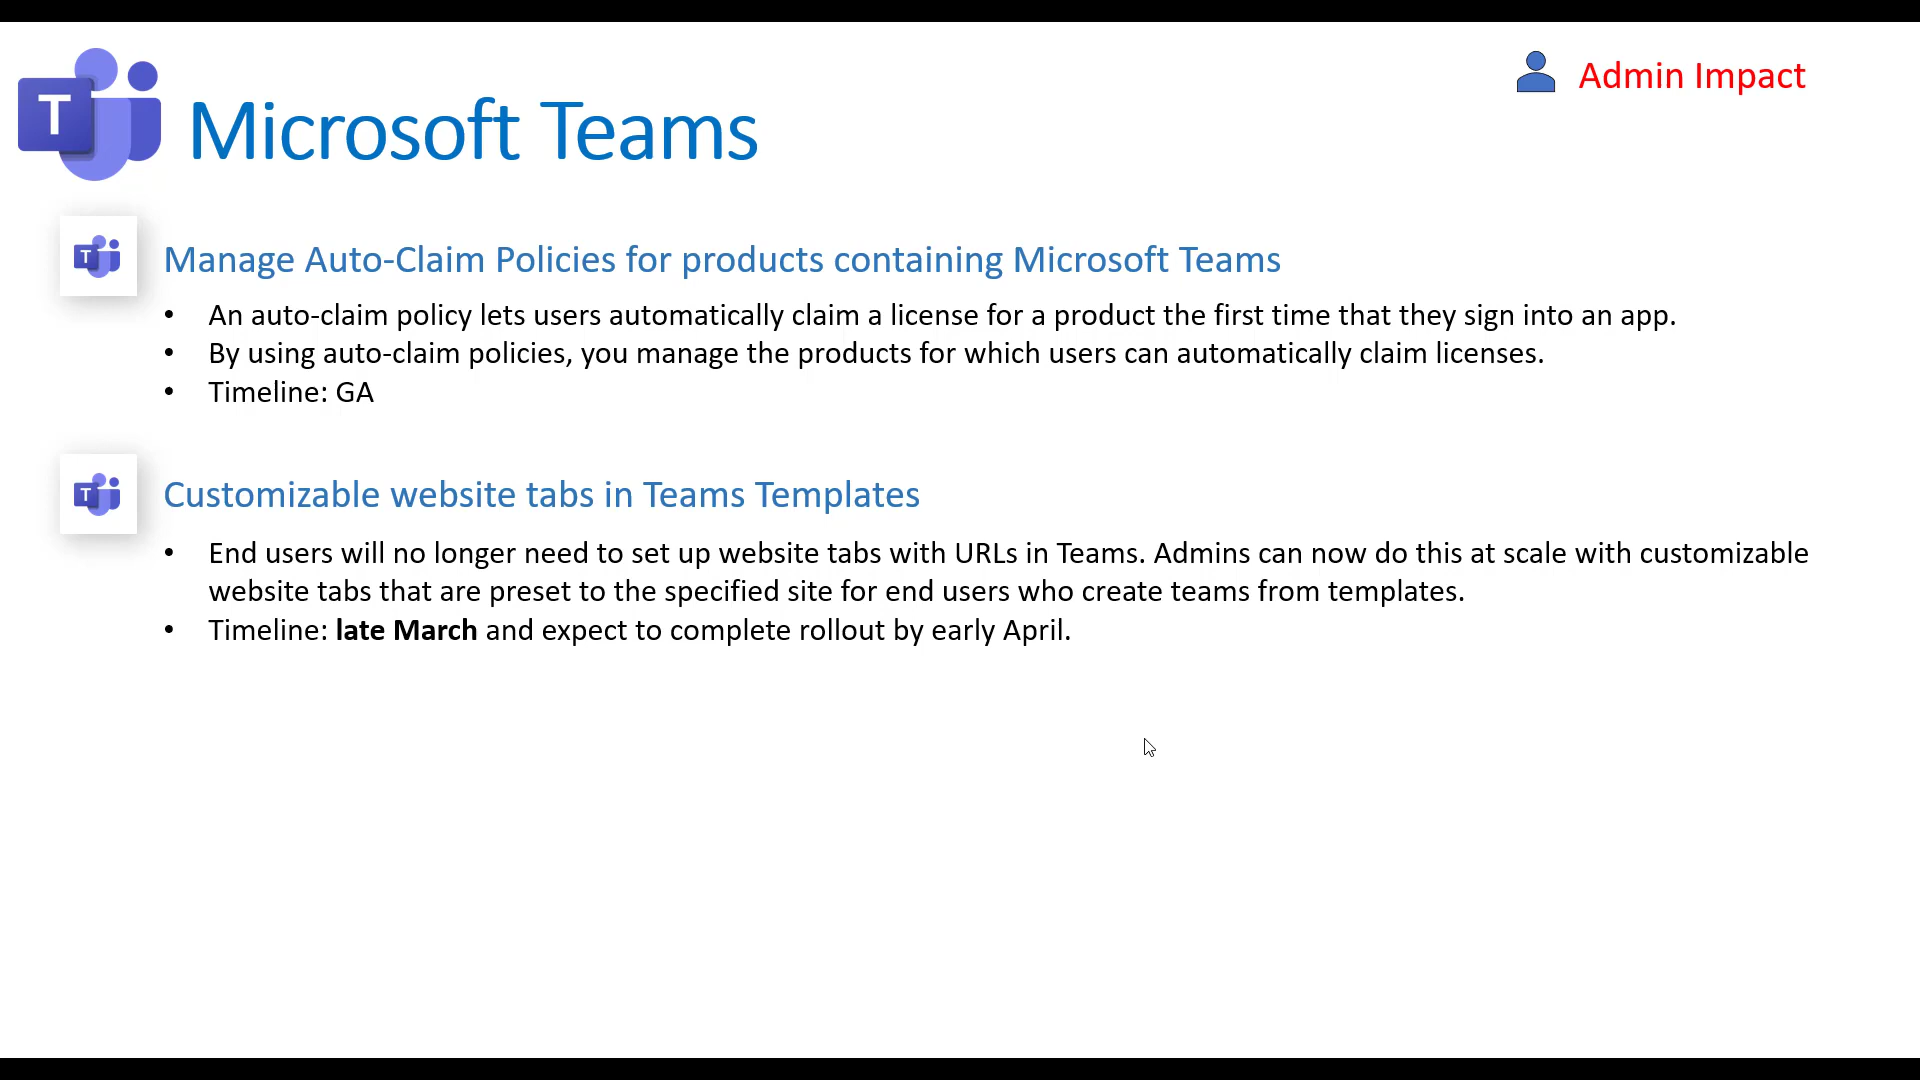 Admin Impact
T
Microsoft Teams
T
Manage Auto-Claim Policies for products containing Microsoft Teams
• An auto-claim policy lets users automatically claim a license for a product the first time that they sign into an app.
• By using auto-claim policies, you manage the products for which users can automatically claim licenses.
• Timeline: GA
T
Customizable website tabs in Teams Templates
• End users will no longer need to set up website tabs with URLs in Teams. Admins can now do this at scale with customizable
website tabs that are preset to the specified site for end users who create teams from templates.
• Timeline: late March and expect to complete rollout by early April.